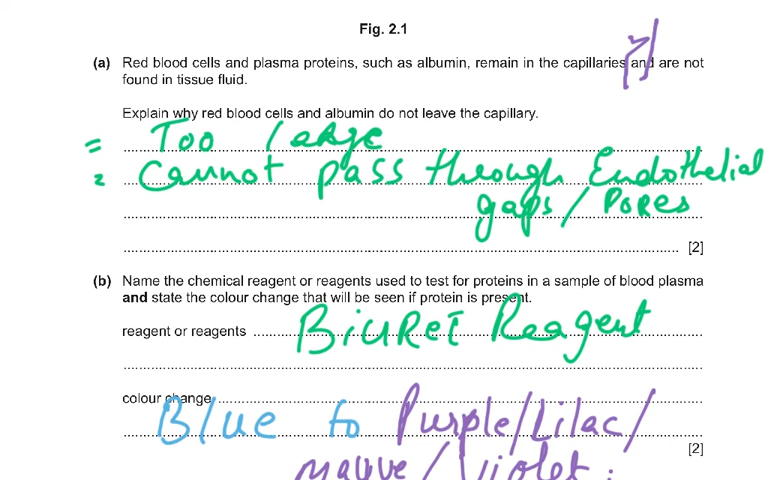 Fig. 2.1
(a) Red blood cells and plasma proteins, such as albumin, remain in the capillaries and are not
found in tissue fluid.
Explain why red blood cells and albumin do not leave the capillary.
= Too large
= Cannot pass through Endothelial
gaps / Pores
[2]
(b) Name the chemical reagent or reagents used to test for proteins in a sample of blood plasma
and state the colour change that will be seen if protein is present.
reagent or reagents Biuret Reagent
colour change
Blue to Purple/Lilac/
[2]
mauve/Violet.